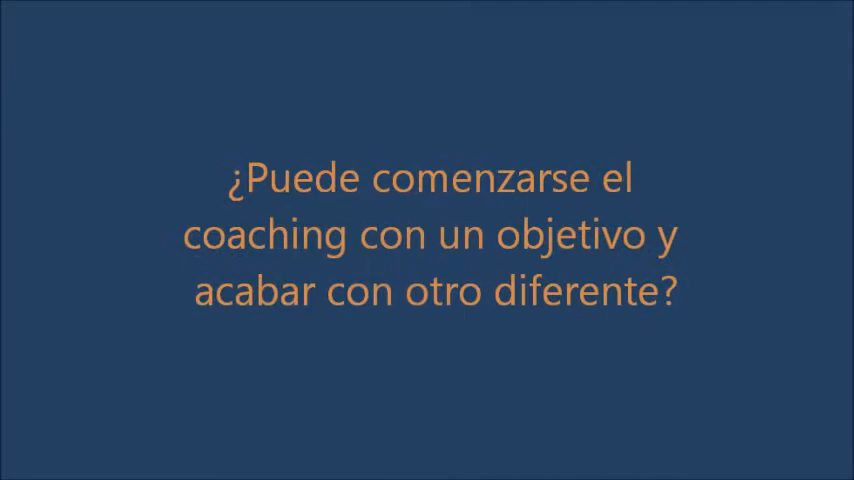 ¿Puede comenzarse el
coaching con un objetivo y
acabar con otro diferente?